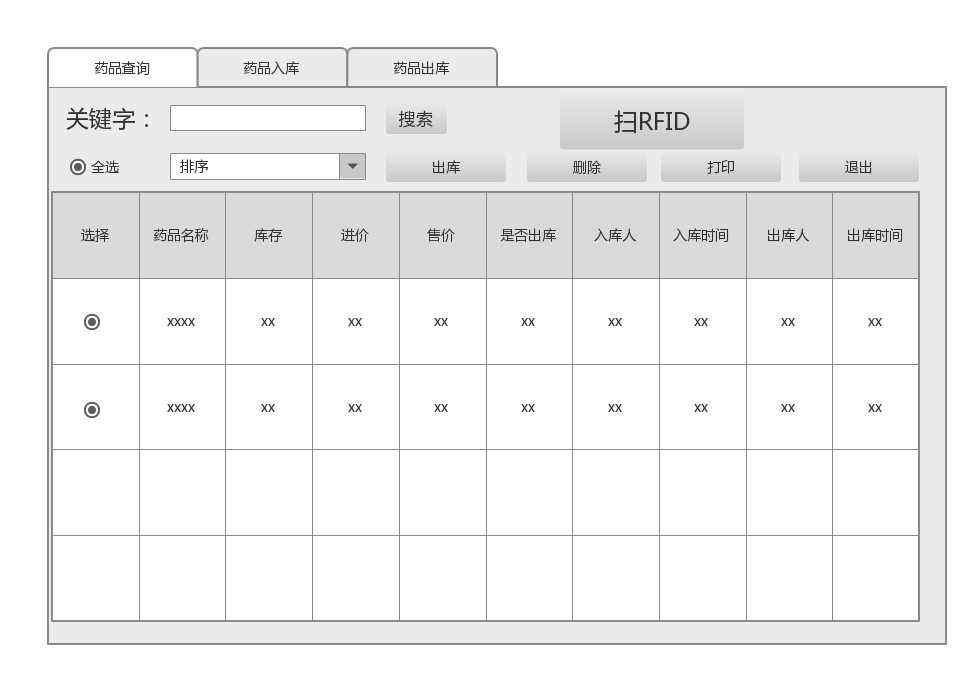 药品查询 药品入库 药品出库
关键字： 搜索 扫RFID
全选 排序 出库 删除 打印 退出
选择 药品名称 库存 进价 售价 是否出库 入库人 入库时间 出库人 出库时间
xxxx xx xx xx xx xx xx xx xx
xxxx xx xx xx xx xx xx xx xx